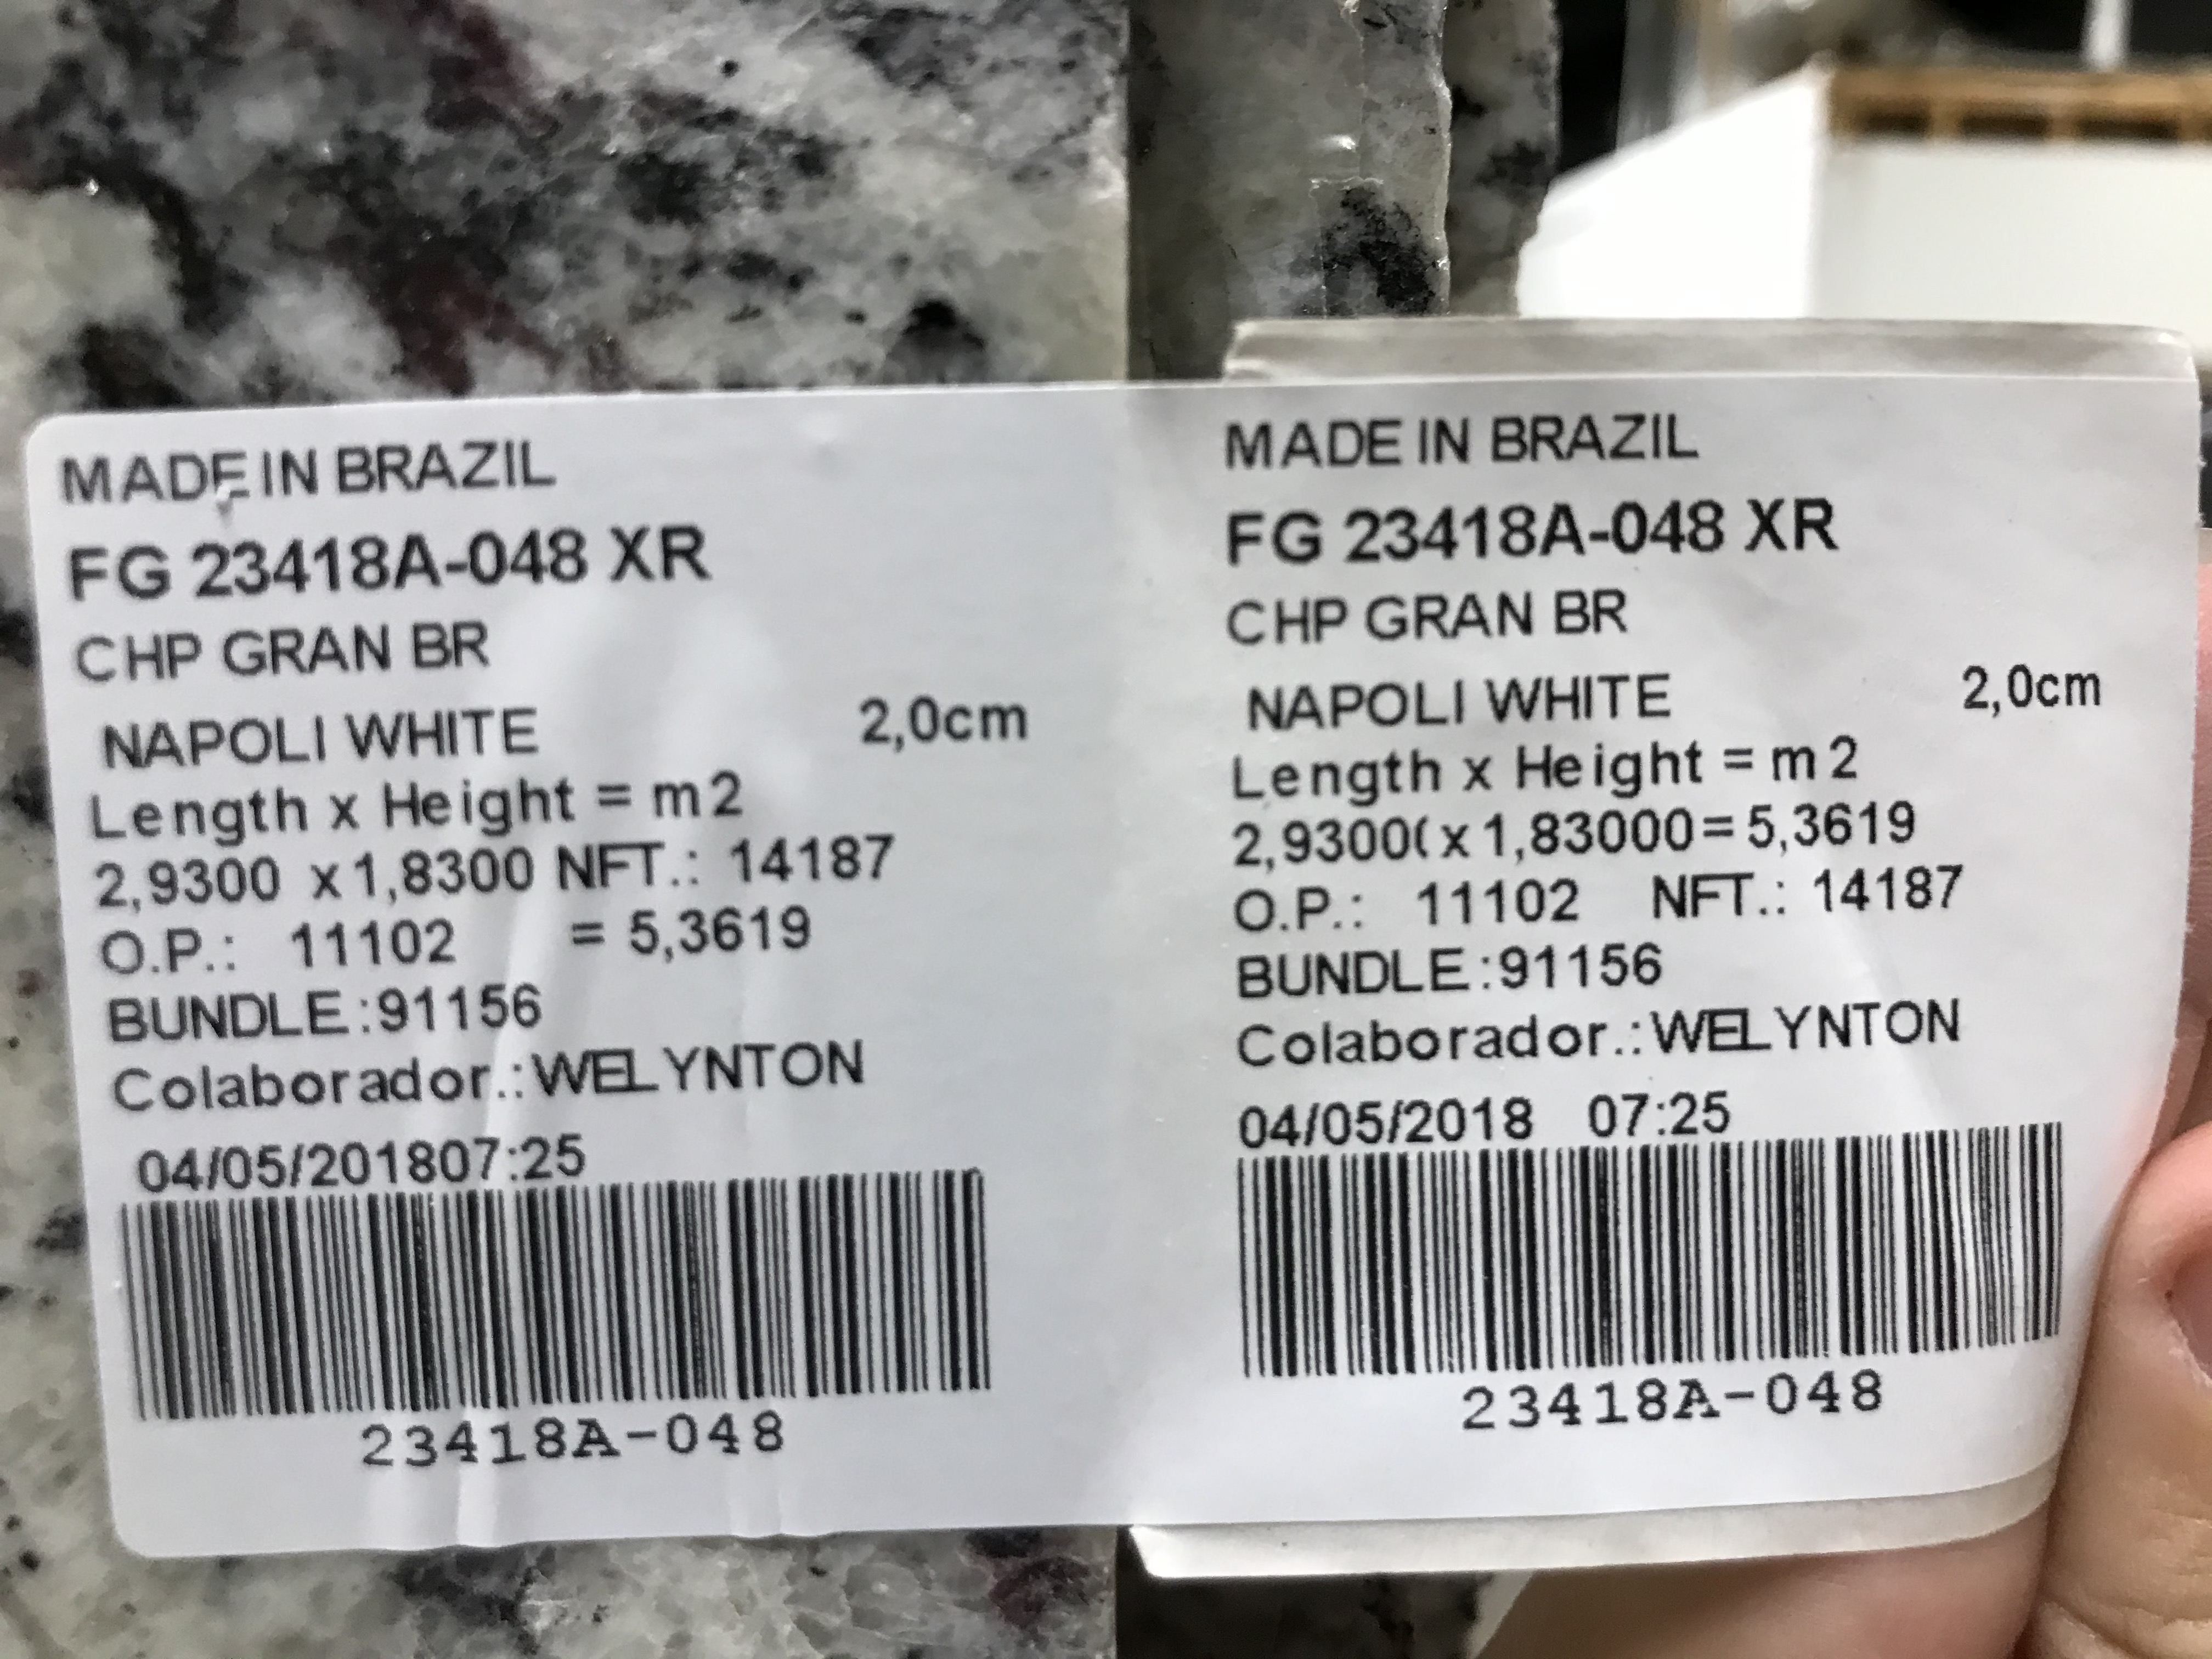 MADE IN BRAZIL
FG 23418A-048 XR
CHP GRAN BR
NAPOLI WHITE 2,0cm
Length x Height = m2
2,9300 x 1,8300 NFT.: 14187
O.P.: 11102 = 5,3619
BUNDLE:91156
Colaborador.:WELYNTON
04/05/201807:25
23418A-048
MADE IN BRAZIL
FG 23418A-048 XR
CHP GRAN BR
NAPOLI WHITE 2,0cm
Length x Height = m2
2,9300( x 1,83000=5,3619
O.P.: 11102 NFT.: 14187
BUNDLE:91156
Colaborador.:WELYNTON
04/05/2018 07:25
23418A-048